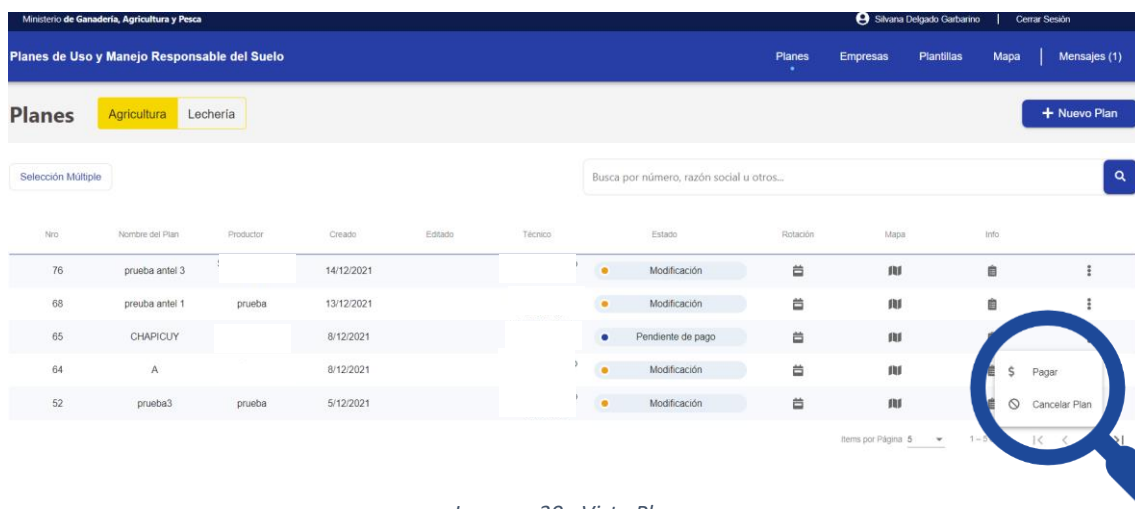 Ministerio de Ganadería, Agricultura y Pesca Silvana Delgado Garbarino | Cerrar Sesión
Planes de Uso y Manejo Responsable del Suelo Planes Empresas Plantillas Mapa | Mensajes (1)
Planes Agricultura Lechería + Nuevo Plan
Selección Múltiple Busca por número, razón social u otros...
Nro Nombre del Plan Productor Creado Editado Técnico Estado Rotación Mapa Info
76 prueba antel 3 14/12/2021 Modificación
68 preuba antel 1 prueba 13/12/2021 Modificación
65 CHAPICUY 8/12/2021 Pendiente de pago
64 A 8/12/2021 Modificación
$ Pagar
52 prueba3 prueba 5/12/2021 Modificación
Cancelar Plan
Items por Página 5 1 – 5